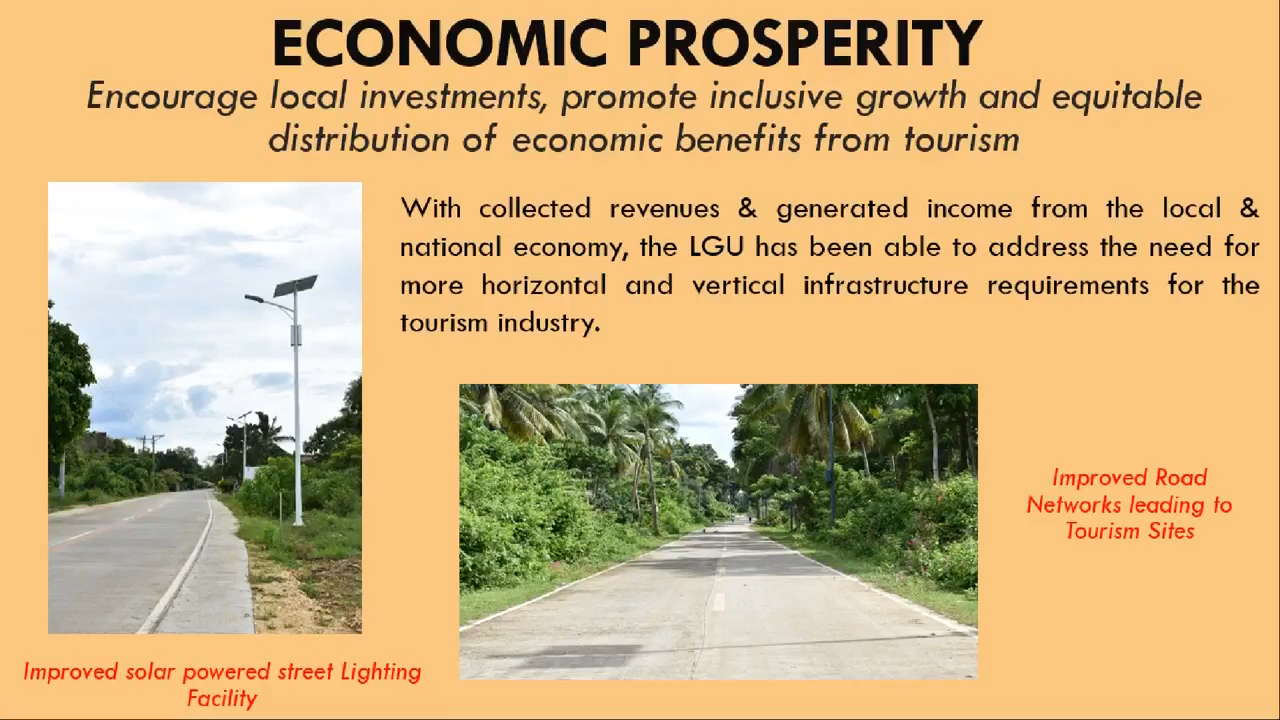 ECONOMIC PROSPERITY
Encourage local investments, promote inclusive growth and equitable
distribution of economic benefits from tourism
With collected revenues & generated income from the local &
national economy, the LGU has been able to address the need for
more horizontal and vertical infrastructure requirements for the
tourism industry.
Improved Road
Networks leading to
Tourism Sites
Improved solar powered street Lighting
Facility